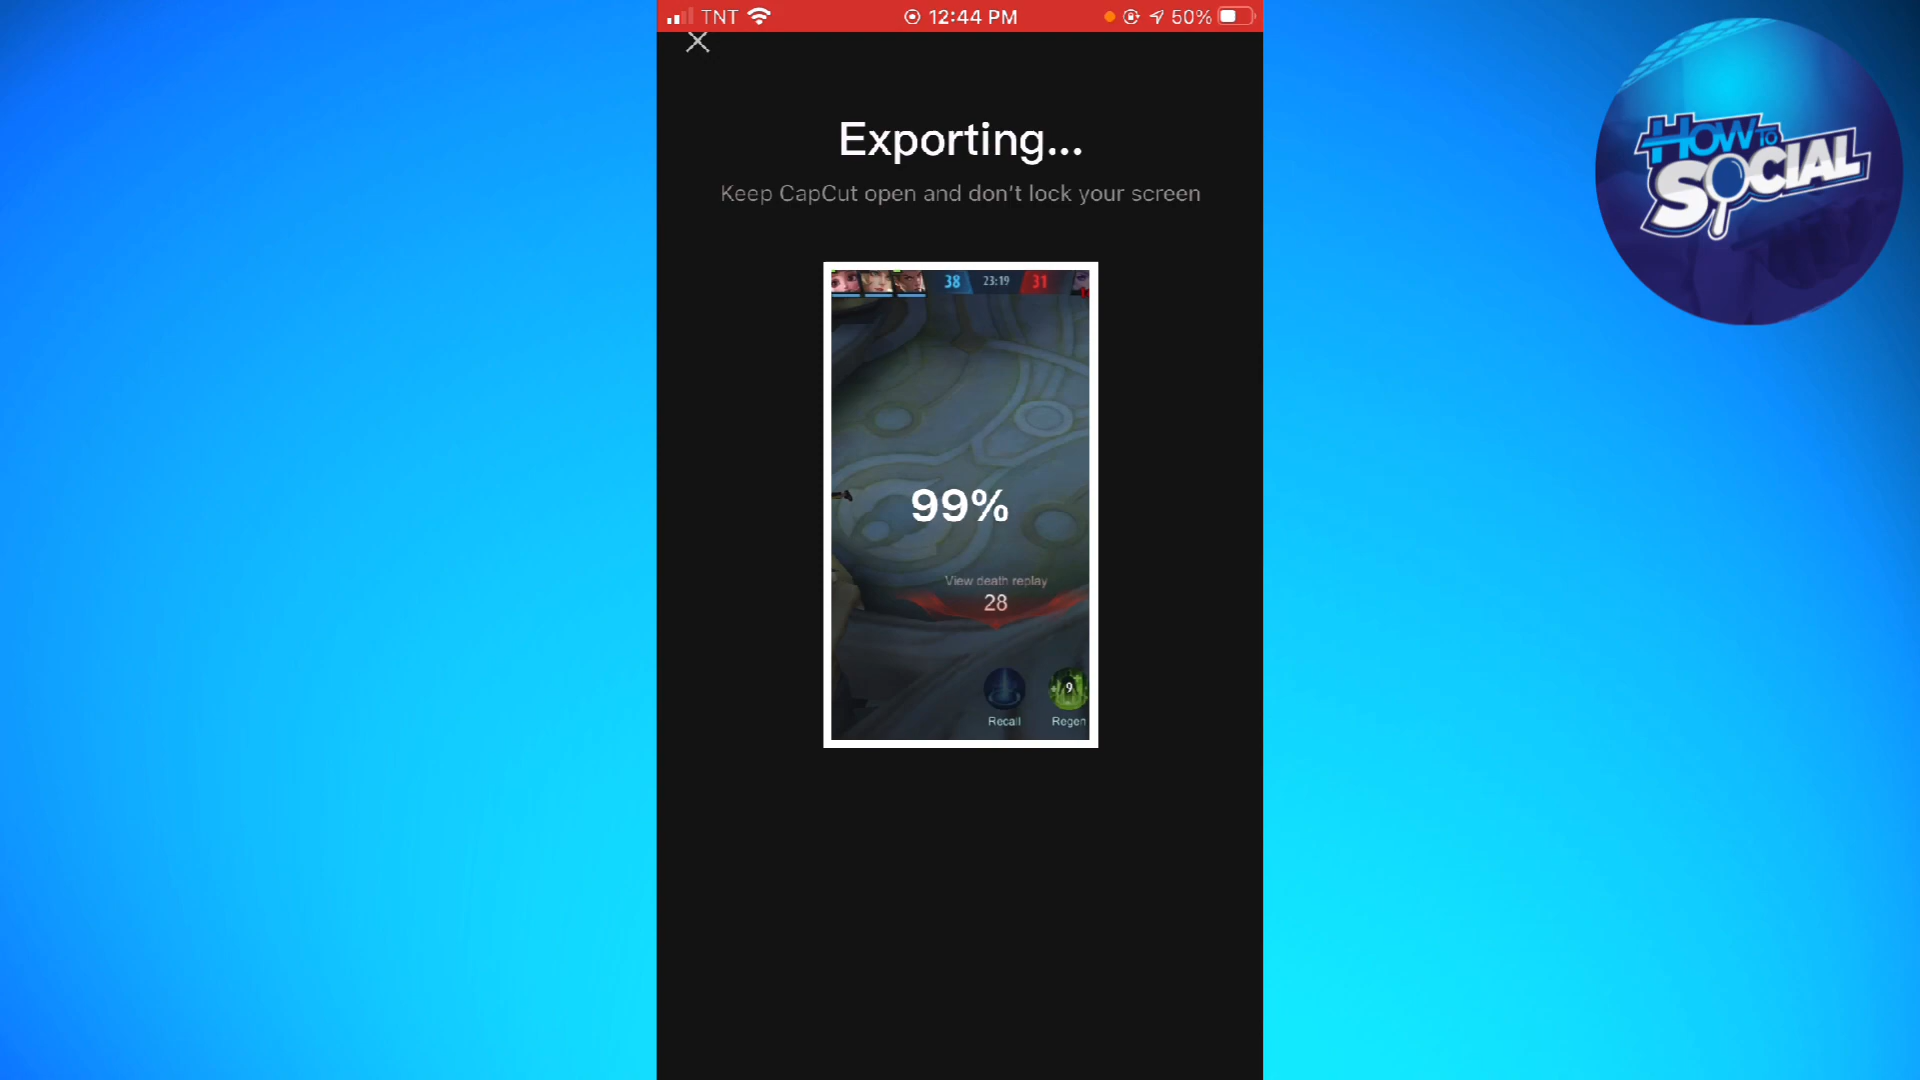 TNT 12:44 PM 50%
HOW TO
SOCIAL
Exporting...
Keep CapCut open and don't lock your screen
38 23:19 31
99%
View death replay
28
9
Recall Regen